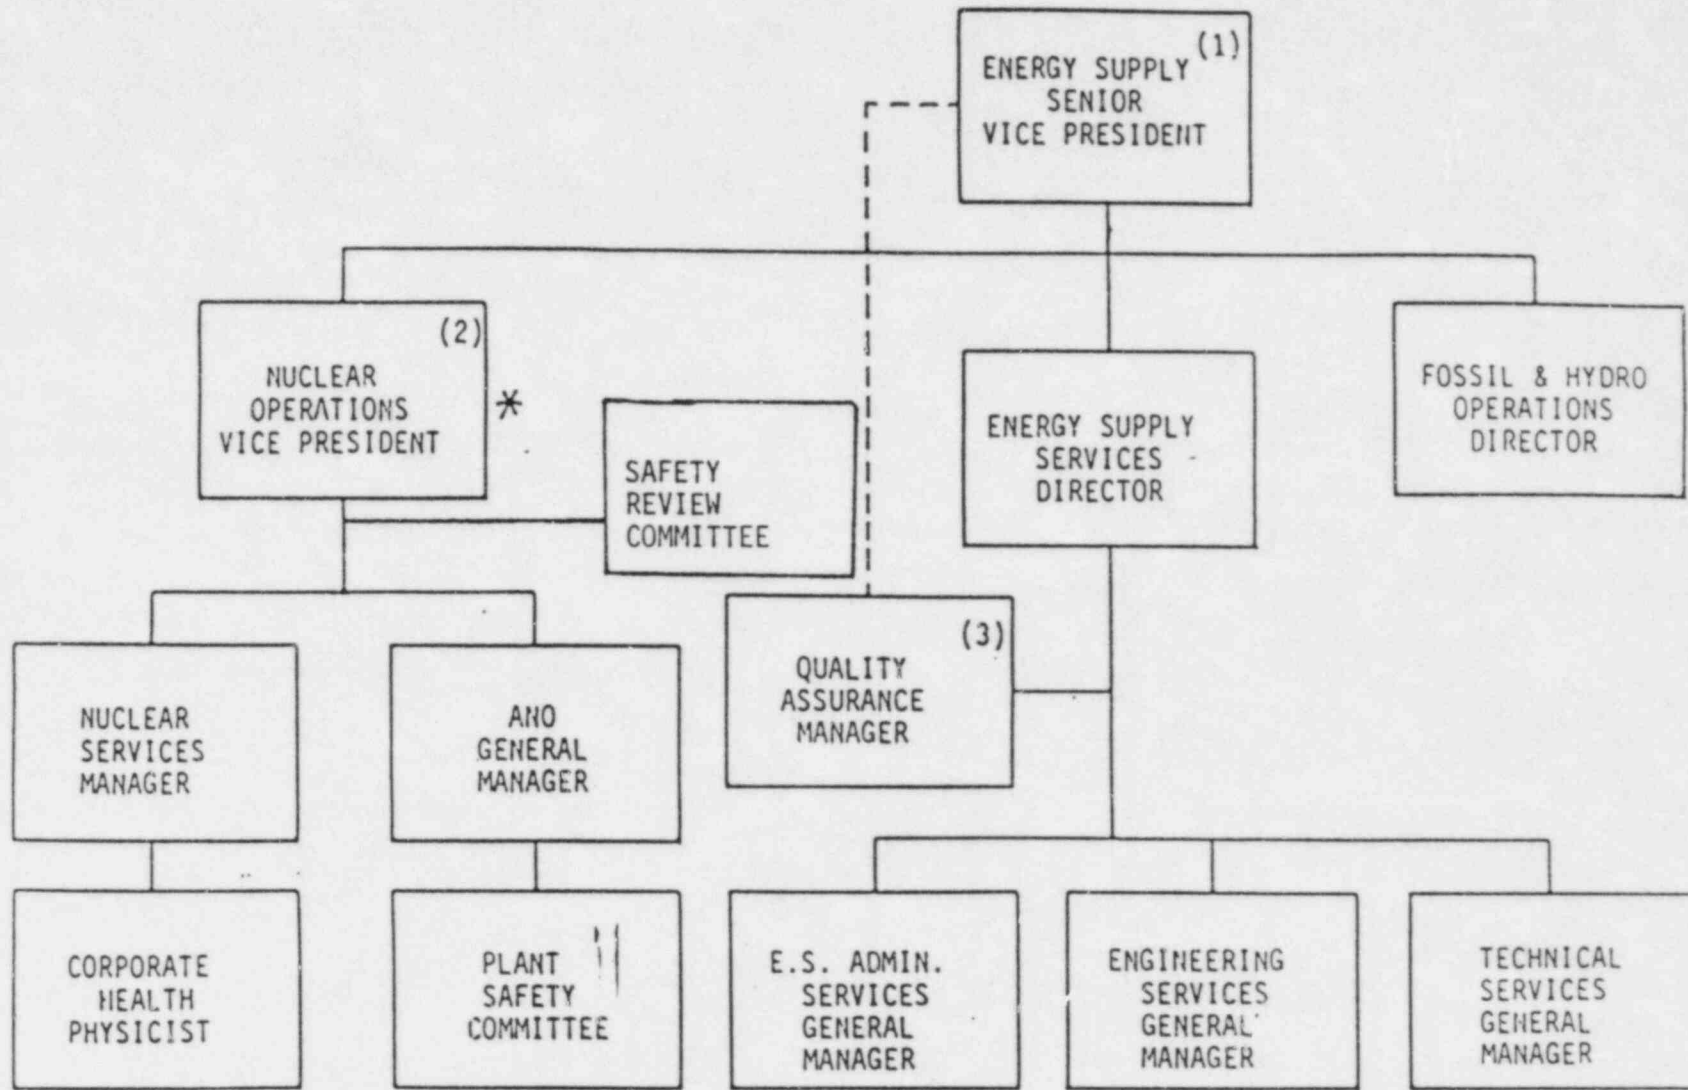 (1)
ENERGY SUPPLY
SENIOR
VICE PRESIDENT
(2)
NUCLEAR
OPERATIONS
VICE PRESIDENT
*
SAFETY
REVIEW
COMMITTEE
ENERGY SUPPLY
SERVICES
DIRECTOR
FOSSIL & HYDRO
OPERATIONS
DIRECTOR
NUCLEAR
SERVICES
MANAGER
ANO
GENERAL
MANAGER
(3)
QUALITY
ASSURANCE
MANAGER
CORPORATE
HEALTH
PHYSICIST
PLANT
SAFETY
COMMITTEE
E.S. ADMIN.
SERVICES
GENERAL
MANAGER
ENGINEERING
SERVICES
GENERAL
MANAGER
TECHNICAL
SERVICES
GENERAL
MANAGER